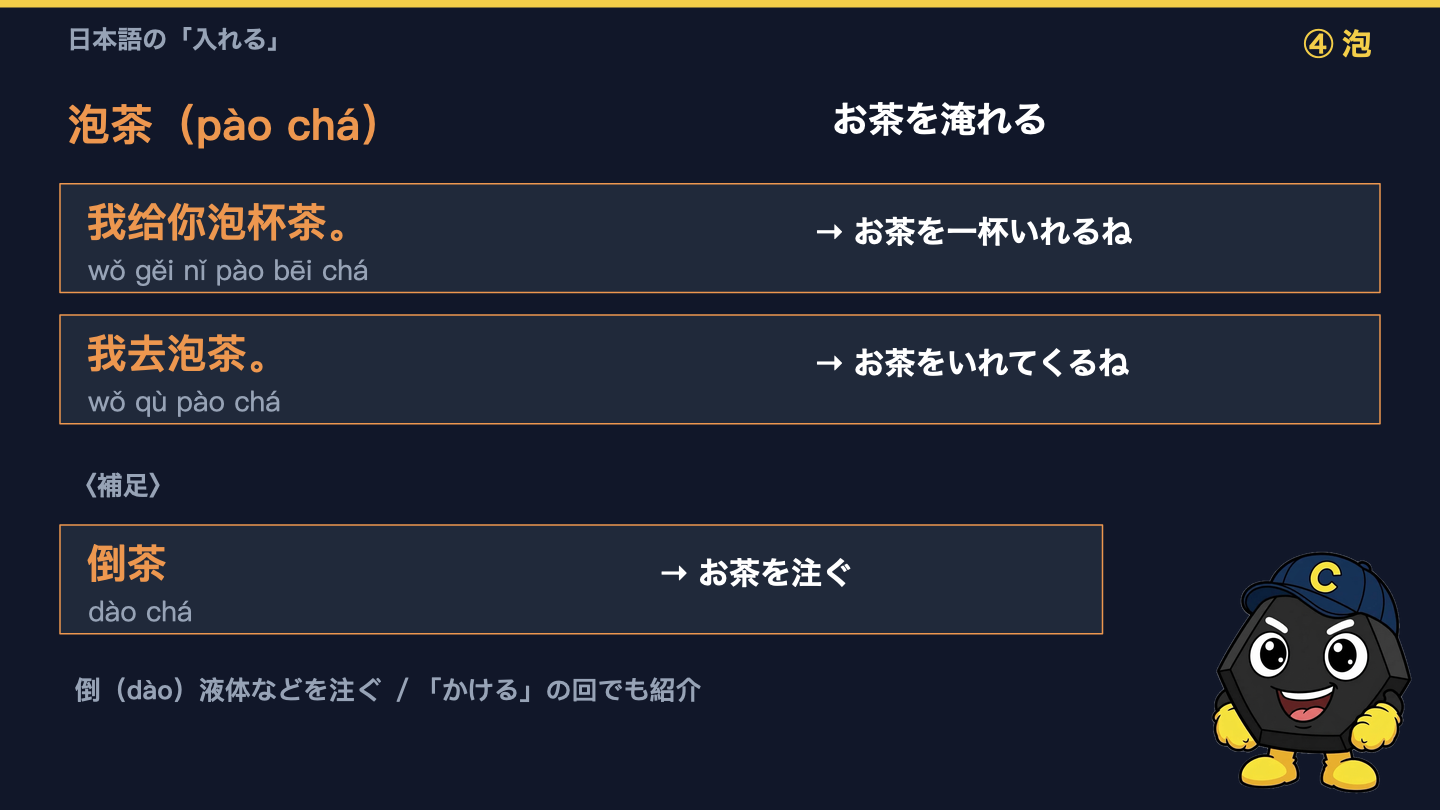 日本語の「入れる」
④ 泡
泡茶（pào chá）
お茶を淹れる
我给你泡杯茶。
wǒ gěi nǐ pào bēi chá
→ お茶を一杯いれるね
我去泡茶。
wǒ qù pào chá
→ お茶をいれてくるね
〈補足〉
倒茶
dào chá
→ お茶を注ぐ
倒（dào）液体などを注ぐ / 「かける」の回でも紹介
C